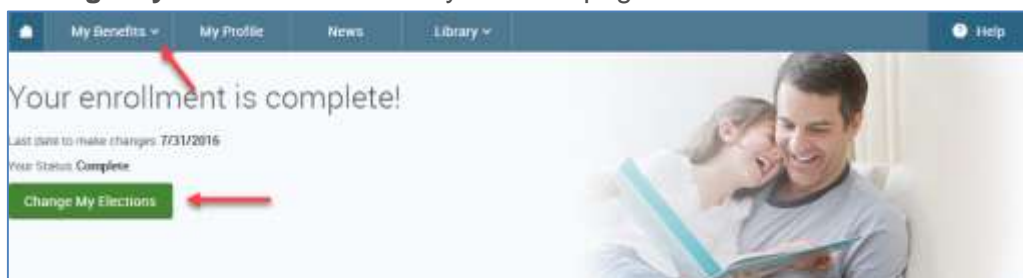 My Benefits My Profile News Library Help
Your enrollment is complete!
Last date to make changes 7/31/2016
Your Status Complete
Change My Elections